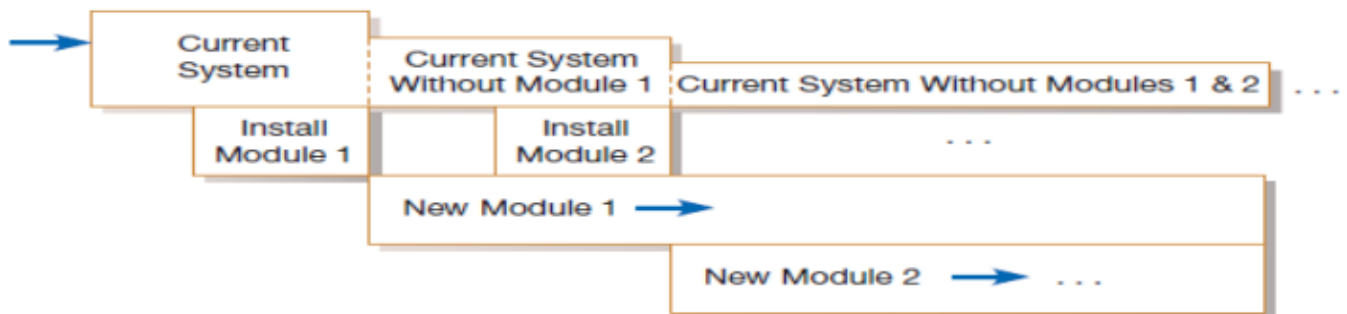 Current
System
Current System
Without Module 1
Current System Without Modules 1 & 2
. . .
Install
Module 1
Install
Module 2
. . .
New Module 1
New Module 2
. . .